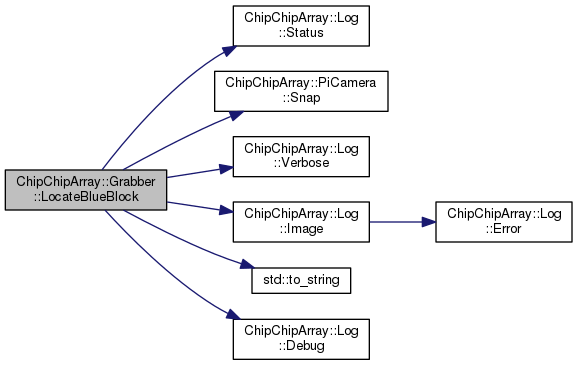 ChipChipArray::Grabber
::LocateBlueBlock
ChipChipArray::Log
::Status
ChipChipArray::PiCamera
::Snap
ChipChipArray::Log
::Verbose
ChipChipArray::Log
::Image
ChipChipArray::Log
::Error
std::to_string
ChipChipArray::Log
::Debug